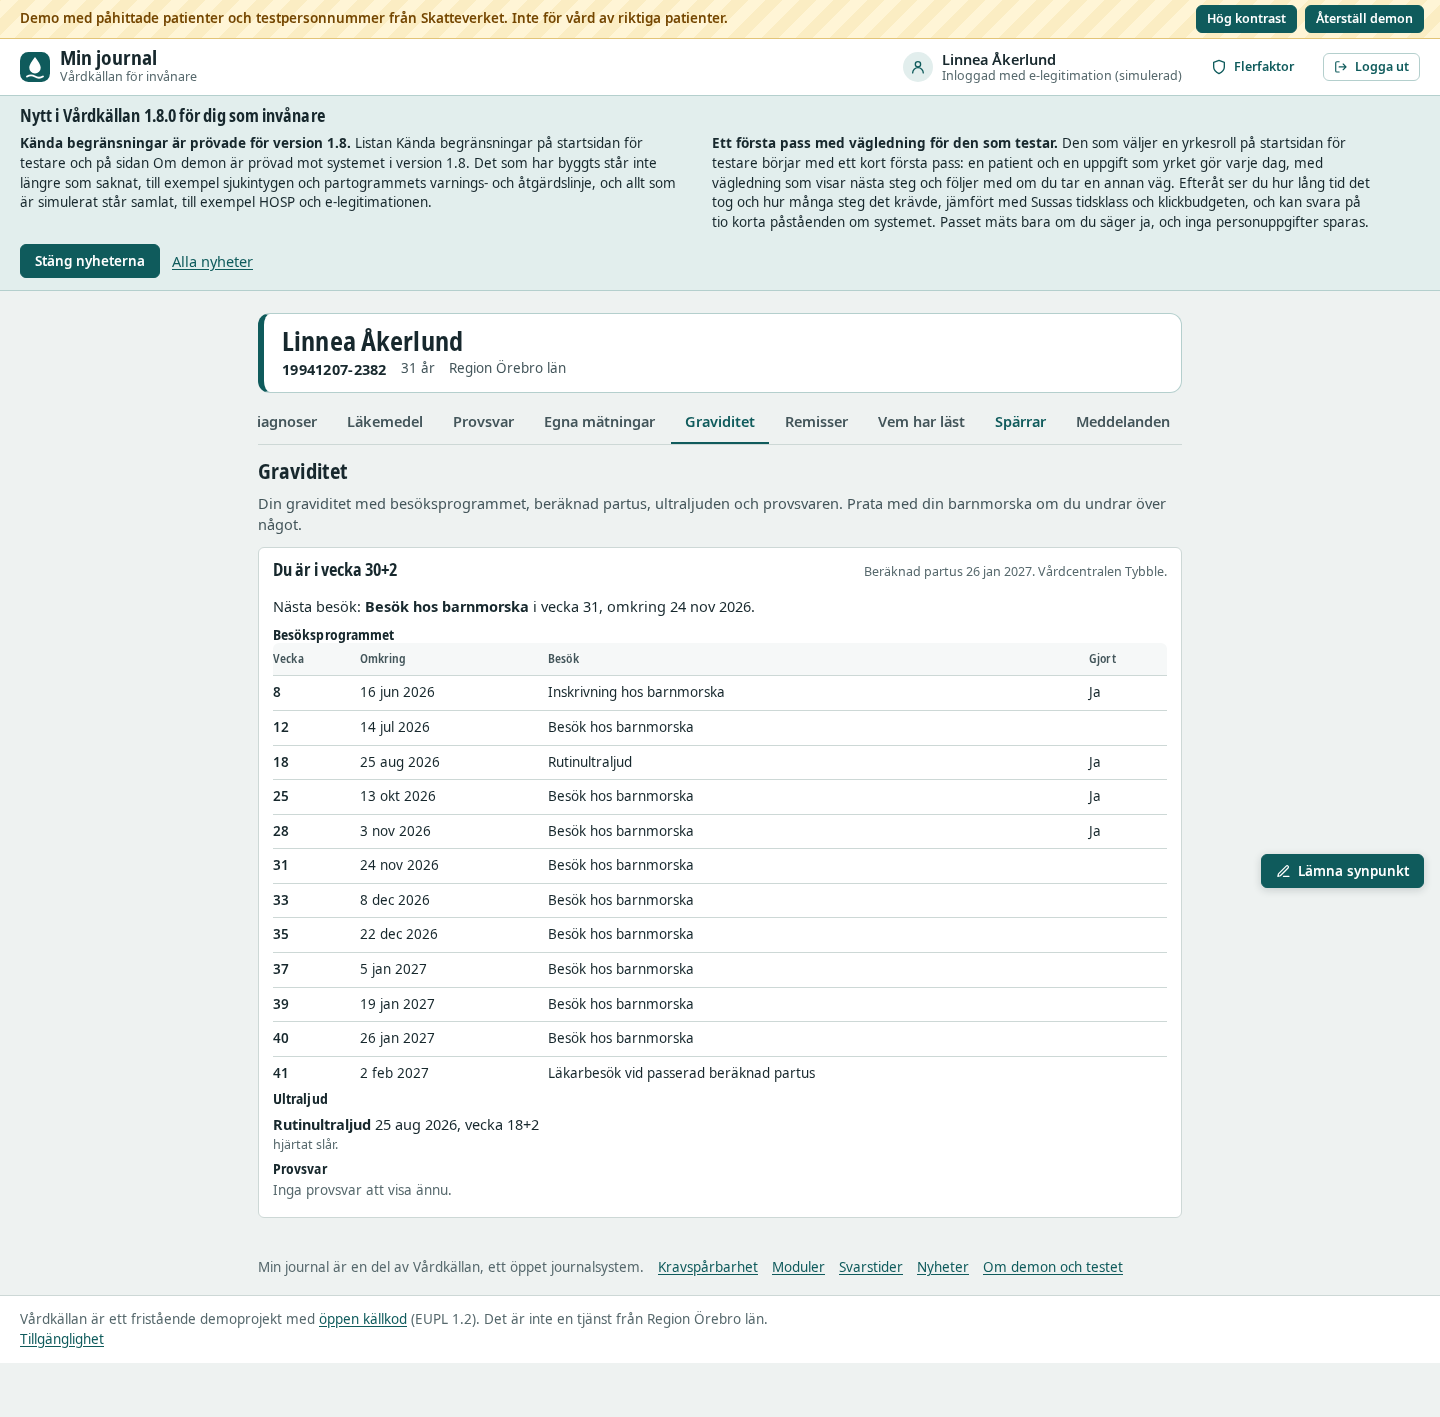 Demo med påhittade patienter och testpersonnummer från Skatteverket. Inte för vård av riktiga patienter.
Hög kontrast
Återställ demon
Min journal
Vårdkällan för invånare
Linnea Åkerlund
Inloggad med e-legitimation (simulerad)
Flerfaktor
Logga ut
Nytt i Vårdkällan 1.8.0 för dig som invånare
Kända begränsningar är prövade för version 1.8. Listan Kända begränsningar på startsidan för
testare och på sidan Om demon är prövad mot systemet i version 1.8. Det som har byggts står inte
längre som saknat, till exempel sjukintygen och partogrammets varnings- och åtgärdslinje, och allt som
är simulerat står samlat, till exempel HOSP och e-legitimationen.
Ett första pass med vägledning för den som testar. Den som väljer en yrkesroll på startsidan för
testare börjar med ett kort första pass: en patient och en uppgift som yrket gör varje dag, med
vägledning som visar nästa steg och följer med om du tar en annan väg. Efteråt ser du hur lång tid det
tog och hur många steg det krävde, jämfört med Sussas tidsklass och klickbudgeten, och kan svara på
tio korta påståenden om systemet. Passet mäts bara om du säger ja, och inga personuppgifter sparas.
Stäng nyheterna
Alla nyheter
Linnea Åkerlund
19941207-2382 31 år Region Örebro län
iagnoser Läkemedel Provsvar Egna mätningar Graviditet Remisser Vem har läst Spärrar Meddelanden
Graviditet
Din graviditet med besöksprogrammet, beräknad partus, ultraljuden och provsvaren. Prata med din barnmorska om du undrar över
något.
Du är i vecka 30+2
Beräknad partus 26 jan 2027. Vårdcentralen Tybble.
Nästa besök: Besök hos barnmorska i vecka 31, omkring 24 nov 2026.
Besöksprogrammet
Vecka Omkring Besök Gjort
8 16 jun 2026 Inskrivning hos barnmorska Ja
12 14 jul 2026 Besök hos barnmorska
18 25 aug 2026 Rutinultraljud Ja
25 13 okt 2026 Besök hos barnmorska Ja
28 3 nov 2026 Besök hos barnmorska Ja
31 24 nov 2026 Besök hos barnmorska
33 8 dec 2026 Besök hos barnmorska
35 22 dec 2026 Besök hos barnmorska
37 5 jan 2027 Besök hos barnmorska
39 19 jan 2027 Besök hos barnmorska
40 26 jan 2027 Besök hos barnmorska
41 2 feb 2027 Läkarbesök vid passerad beräknad partus
Ultraljud
Rutinultraljud 25 aug 2026, vecka 18+2
hjärtat slår.
Provsvar
Inga provsvar att visa ännu.
Lämna synpunkt
Min journal är en del av Vårdkällan, ett öppet journalsystem. Kravspårbarhet Moduler Svarstider Nyheter Om demon och testet
Vårdkällan är ett fristående demoprojekt med öppen källkod (EUPL 1.2). Det är inte en tjänst från Region Örebro län.
Tillgänglighet